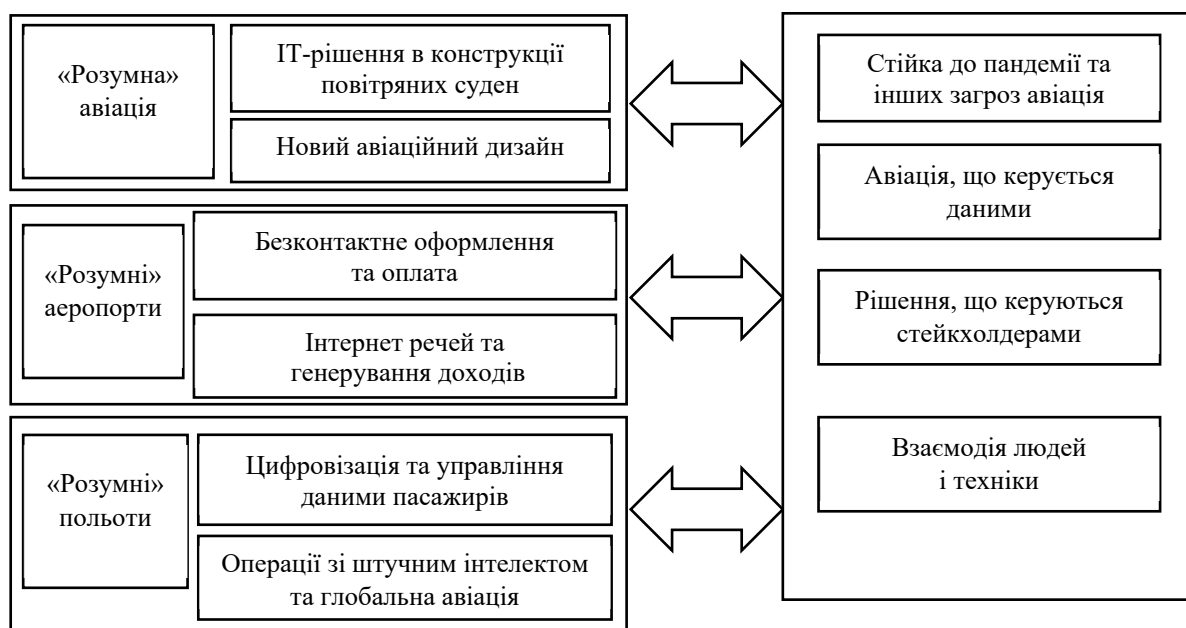 «Розумна»
авіація
ІТ-рішення в конструкції
повітряних суден
Новий авіаційний дизайн
«Розумні»
аеропорти
Безконтактне оформлення
та оплата
Інтернет речей та
генерування доходів
«Розумні»
польоти
Цифровізація та управління
даними пасажирів
Операції зі штучним інтелектом
та глобальна авіація
Стійка до пандемії та
інших загроз авіація
Авіація, що керується
даними
Рішення, що керуються
стейкхолдерами
Взаємодія людей
і техніки